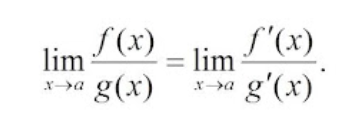 lim x→a f(x)/g(x) = lim x→a f′(x)/g′(x).